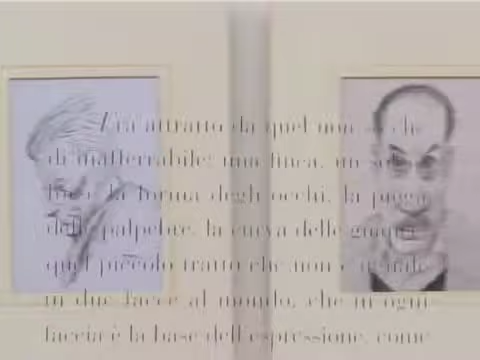 Era attratto da quel non so che
di inafferrabile: una linea, un
la forma degli occhi, la piega
delle palpebre, la curva delle
quel piccolo tratto che non è uguale
in due facce al mondo, che in ogni
faccia è la base dell'espressione, come